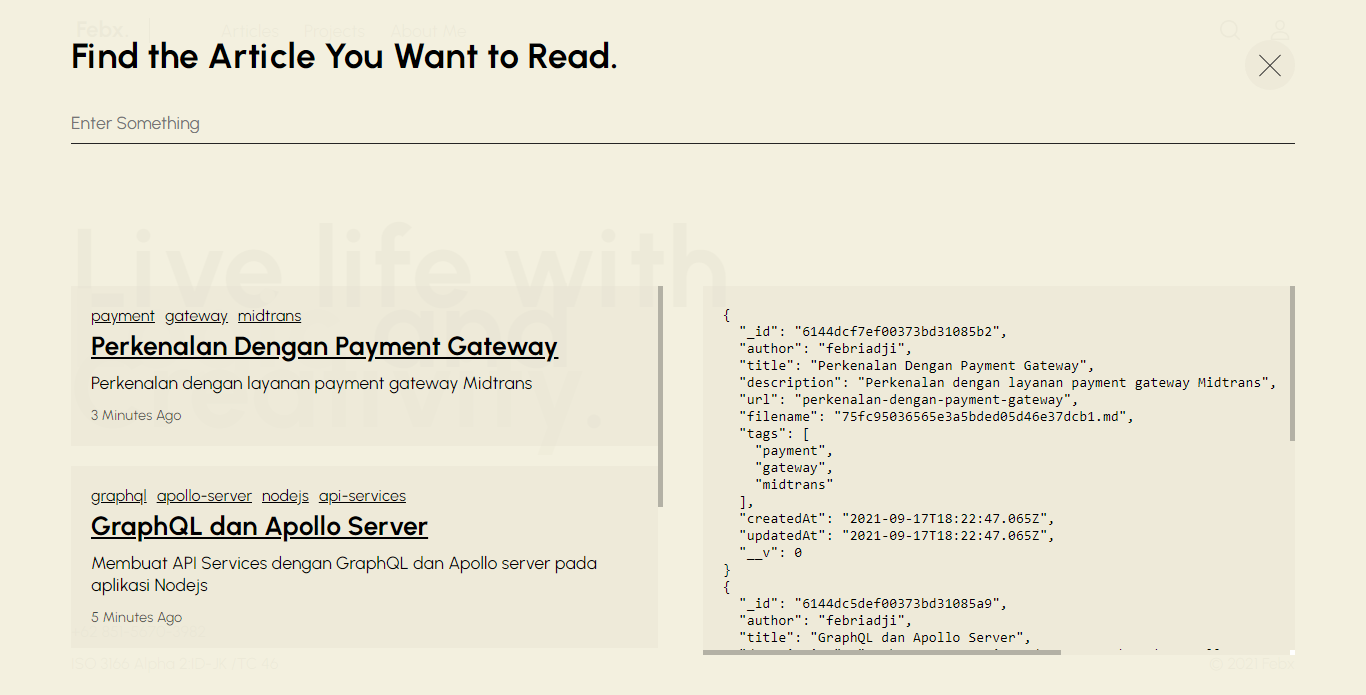 Febx.
Articles Projects About Me
Find the Article You Want to Read.
Enter Something
Live life with
and
payment gateway midtrans
Perkenalan Dengan Payment Gateway
Perkenalan dengan layanan payment gateway Midtrans
3 Minutes Ago
graphql apollo-server nodejs api-services
GraphQL dan Apollo Server
Membuat API Services dengan GraphQL dan Apollo server pada
aplikasi Nodejs
5 Minutes Ago
{
  "_id": "6144dcf7ef00373bd31085b2",
  "author": "febriadji",
  "title": "Perkenalan Dengan Payment Gateway",
  "description": "Perkenalan dengan layanan payment gateway Midtrans",
  "url": "perkenalan-dengan-payment-gateway",
  "filename": "75fc95036565e3a5bded05d46e37dcb1.md",
  "tags": [
    "payment",
    "gateway",
    "midtrans"
  ],
  "createdAt": "2021-09-17T18:22:47.065Z",
  "updatedAt": "2021-09-17T18:22:47.065Z",
  "__v": 0
}
{
  "_id": "6144dc5def00373bd31085a9",
  "author": "febriadji",
  "title": "GraphQL dan Apollo Server",
© 2021 Febx